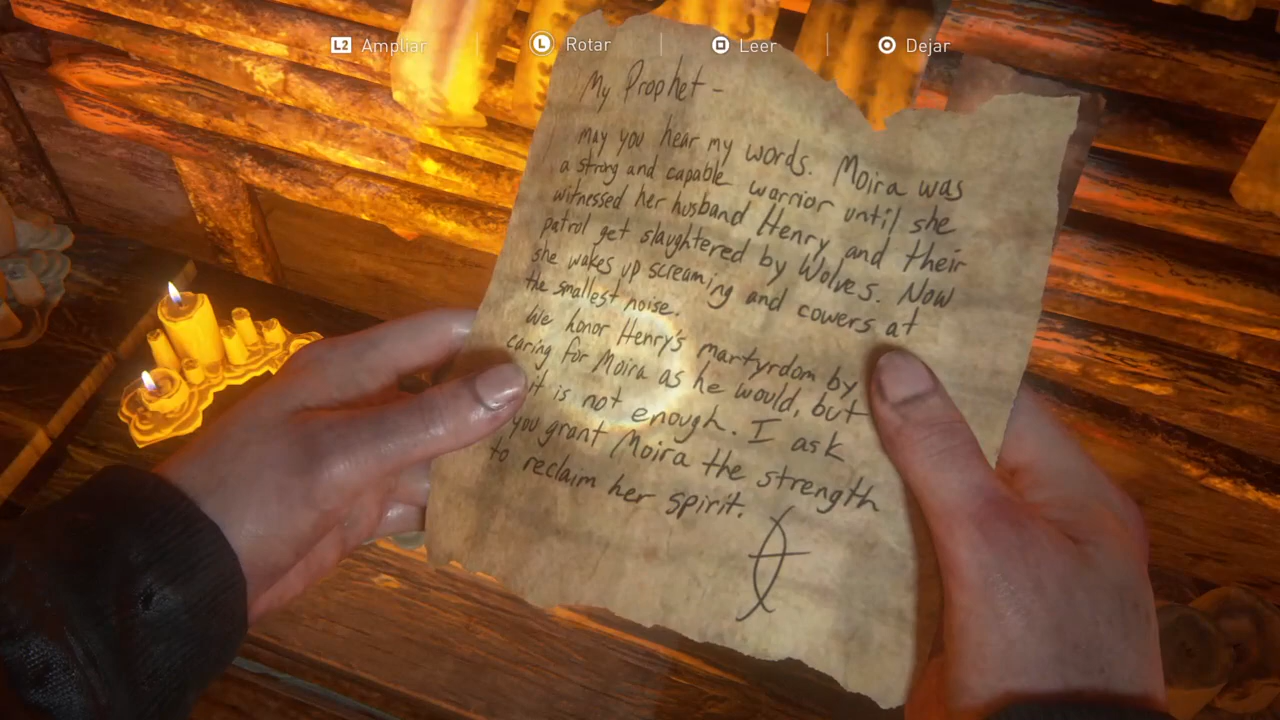 L2 Ampliar L Rotar Leer Dejar
My Prophet -
may you hear my words. Moira was
a strong and capable warrior until she
witnessed her husband Henry and their
patrol get slaughtered by Wolves. Now
she wakes up screaming and cowers at
the smallest noise.
We honor Henry's martyrdom by
caring for Moira as he would, but
it is not enough. I ask
you grant Moira the strength
to reclaim her spirit.